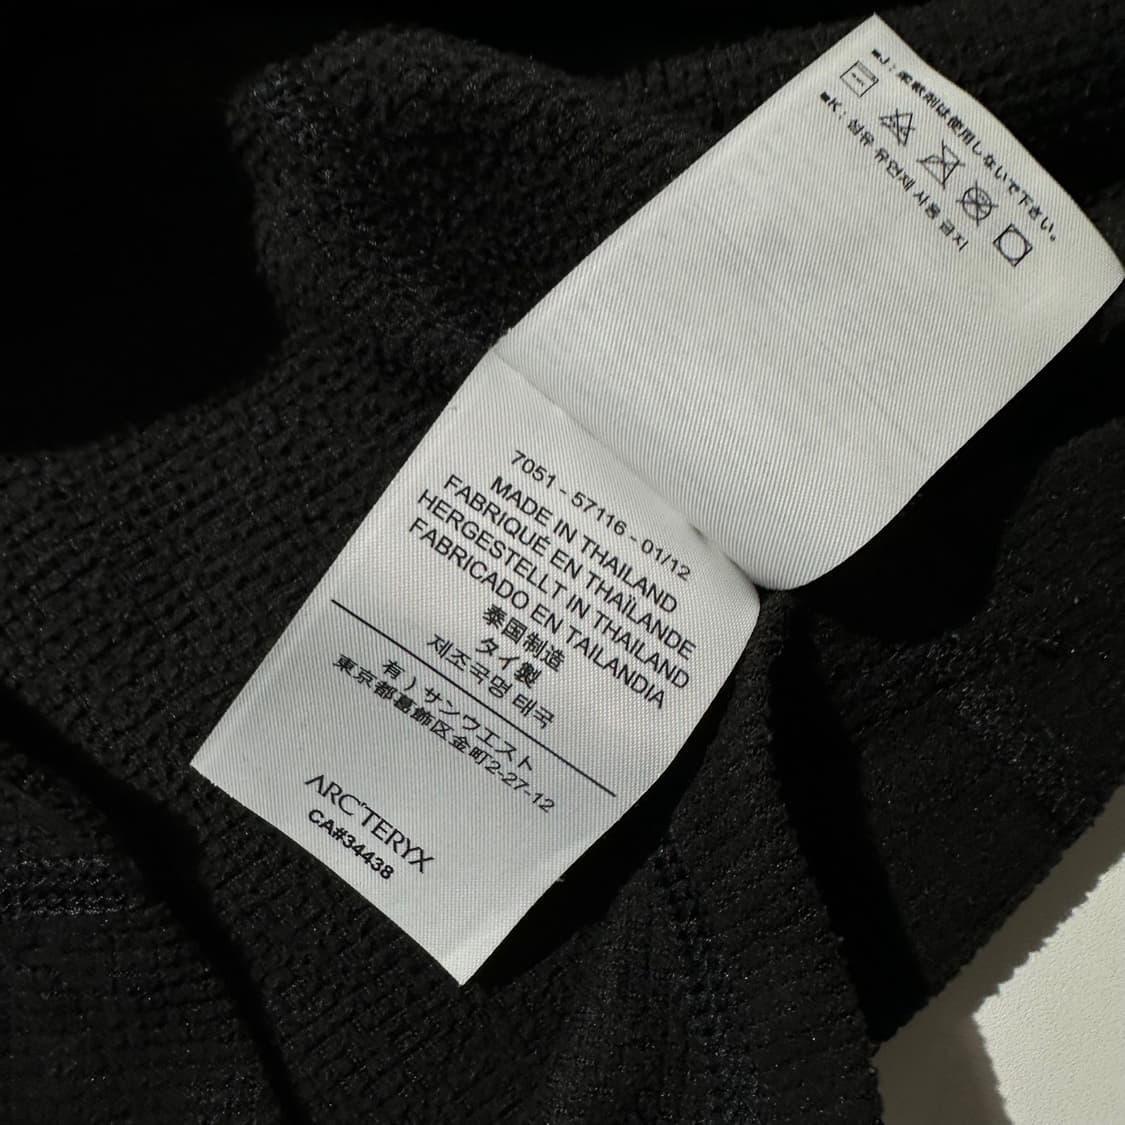 ■J：柔軟剤は使用しないで下さい。
■K : 섬유 유연제 사용 금지
7051 - 57116 - 01/12
MADE IN THAILAND
FABRIQUÉ EN THAÏLANDE
HERGESTELLT IN THAILAND
FABRICADO EN TAILANDIA
泰国制造
タイ製
제조국명 태국
有）サンウエスト
東京都葛飾区金町2-27-12
ARC'TERYX
CA#34438